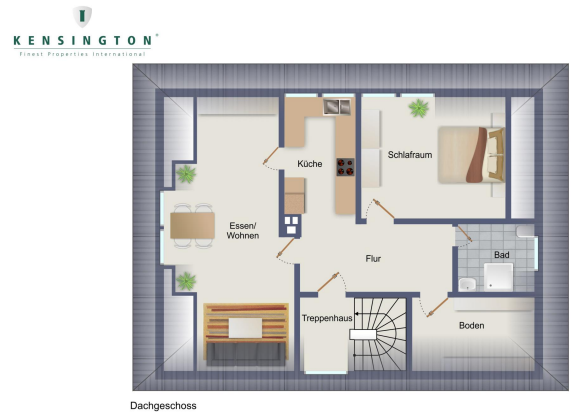 KENSINGTON®
Finest Properties International
Küche
Schlafraum
Essen/
Wohnen
Flur
Bad
Treppenhaus
Boden
Dachgeschoss